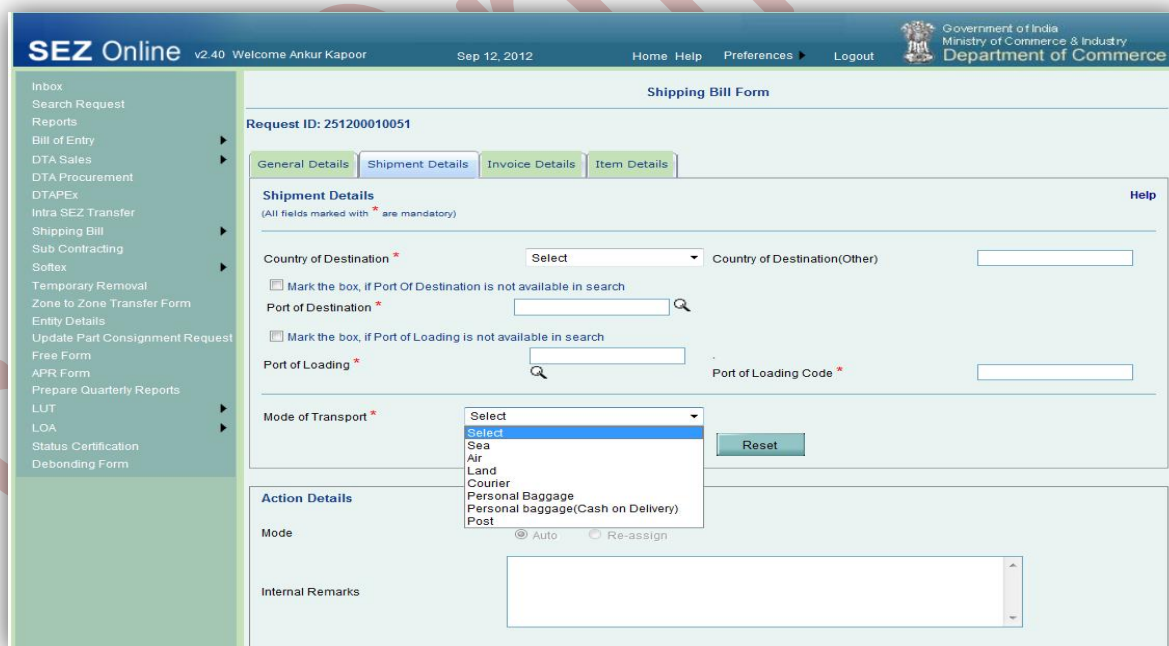 SEZ Online v2.40 Welcome Ankur Kapoor Sep 12, 2012 Home Help Preferences Logout
Government of India
Ministry of Commerce & Industry
Department of Commerce
Inbox
Search Request
Reports
Bill of Entry
DTA Sales
DTA Procurement
DTAPEx
Intra SEZ Transfer
Shipping Bill
Sub Contracting
Softex
Temporary Removal
Zone to Zone Transfer Form
Entity Details
Update Part Consignment Request
Free Form
APR Form
Prepare Quarterly Reports
LUT
LOA
Status Certification
Debonding Form
Shipping Bill Form
Request ID: 251200010051
General Details Shipment Details Invoice Details Item Details
Shipment Details Help
(All fields marked with * are mandatory)
Country of Destination * Select Country of Destination(Other)
Mark the box, if Port Of Destination is not available in search
Port of Destination *
Mark the box, if Port of Loading is not available in search
Port of Loading * Port of Loading Code *
Mode of Transport * Select
Select
Sea
Air
Land
Courier
Personal Baggage
Personal baggage(Cash on Delivery)
Post
Reset
Action Details
Mode Auto Re-assign
Internal Remarks